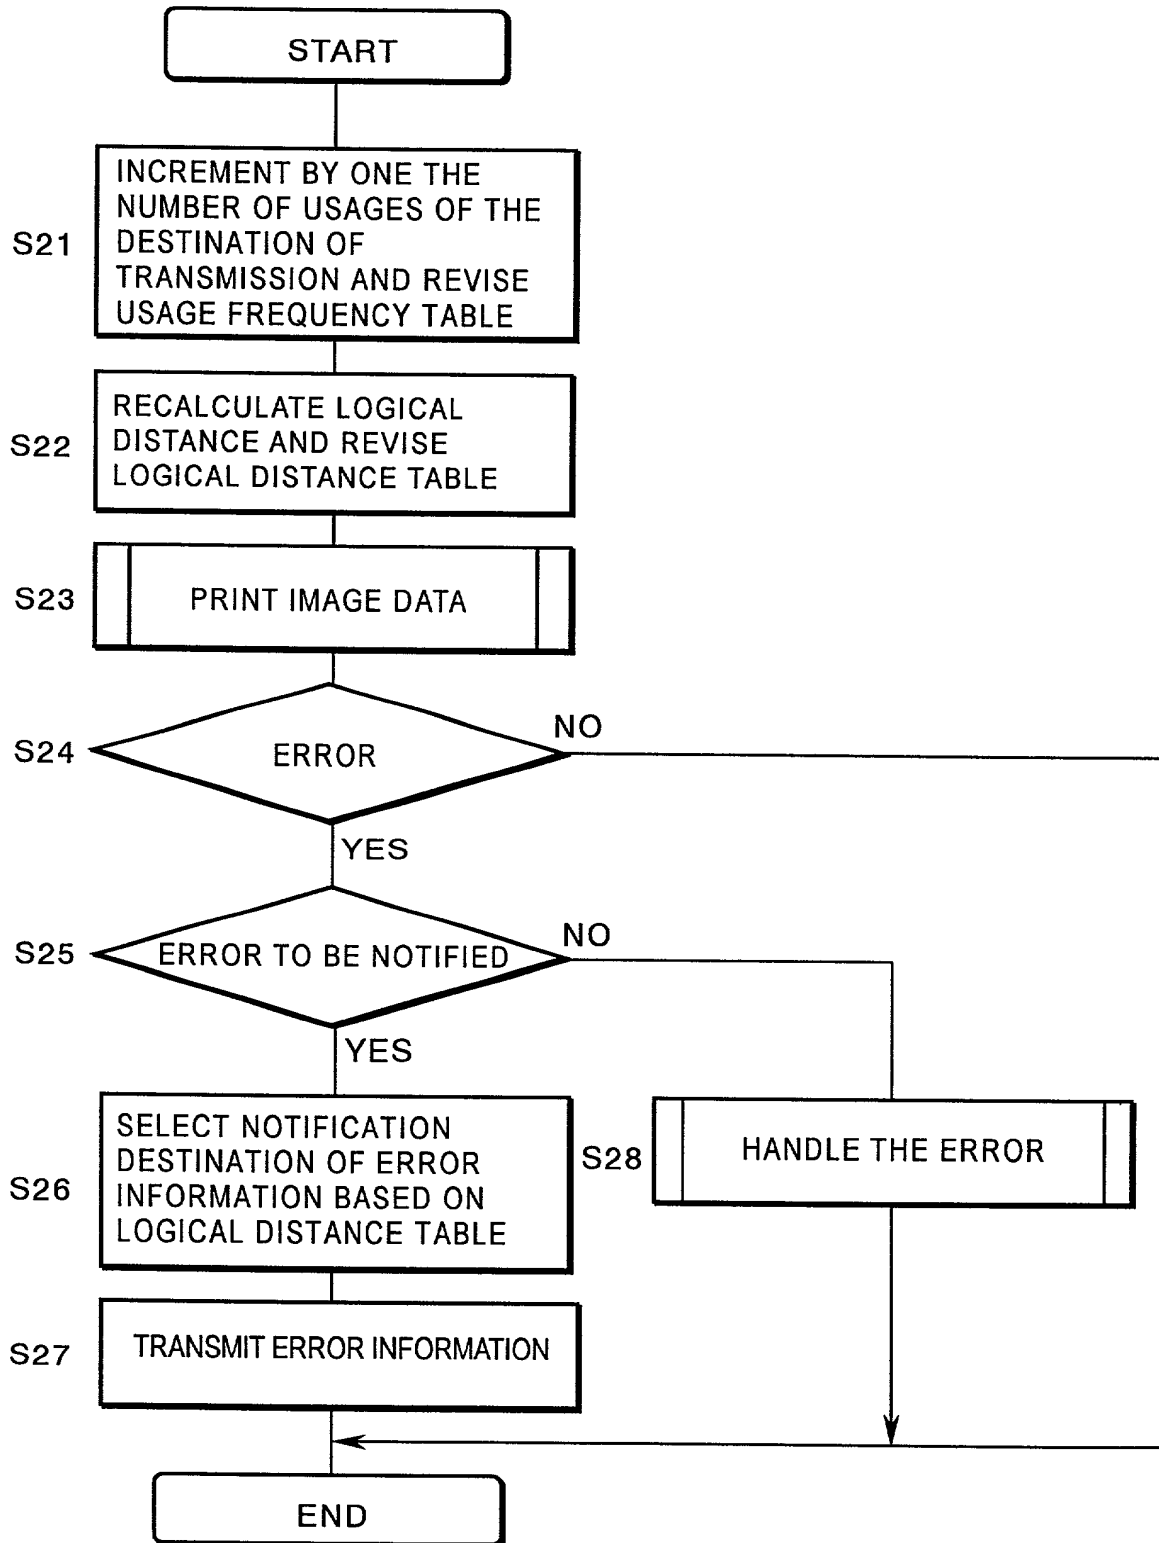 START
S21
INCREMENT BY ONE THE
NUMBER OF USAGES OF THE
DESTINATION OF
TRANSMISSION AND REVISE
USAGE FREQUENCY TABLE
S22
RECALCULATE LOGICAL
DISTANCE AND REVISE
LOGICAL DISTANCE TABLE
S23
PRINT IMAGE DATA
S24
ERROR
NO
YES
S25
ERROR TO BE NOTIFIED
NO
YES
S26
SELECT NOTIFICATION
DESTINATION OF ERROR
INFORMATION BASED ON
LOGICAL DISTANCE TABLE
S28
HANDLE THE ERROR
S27
TRANSMIT ERROR INFORMATION
END